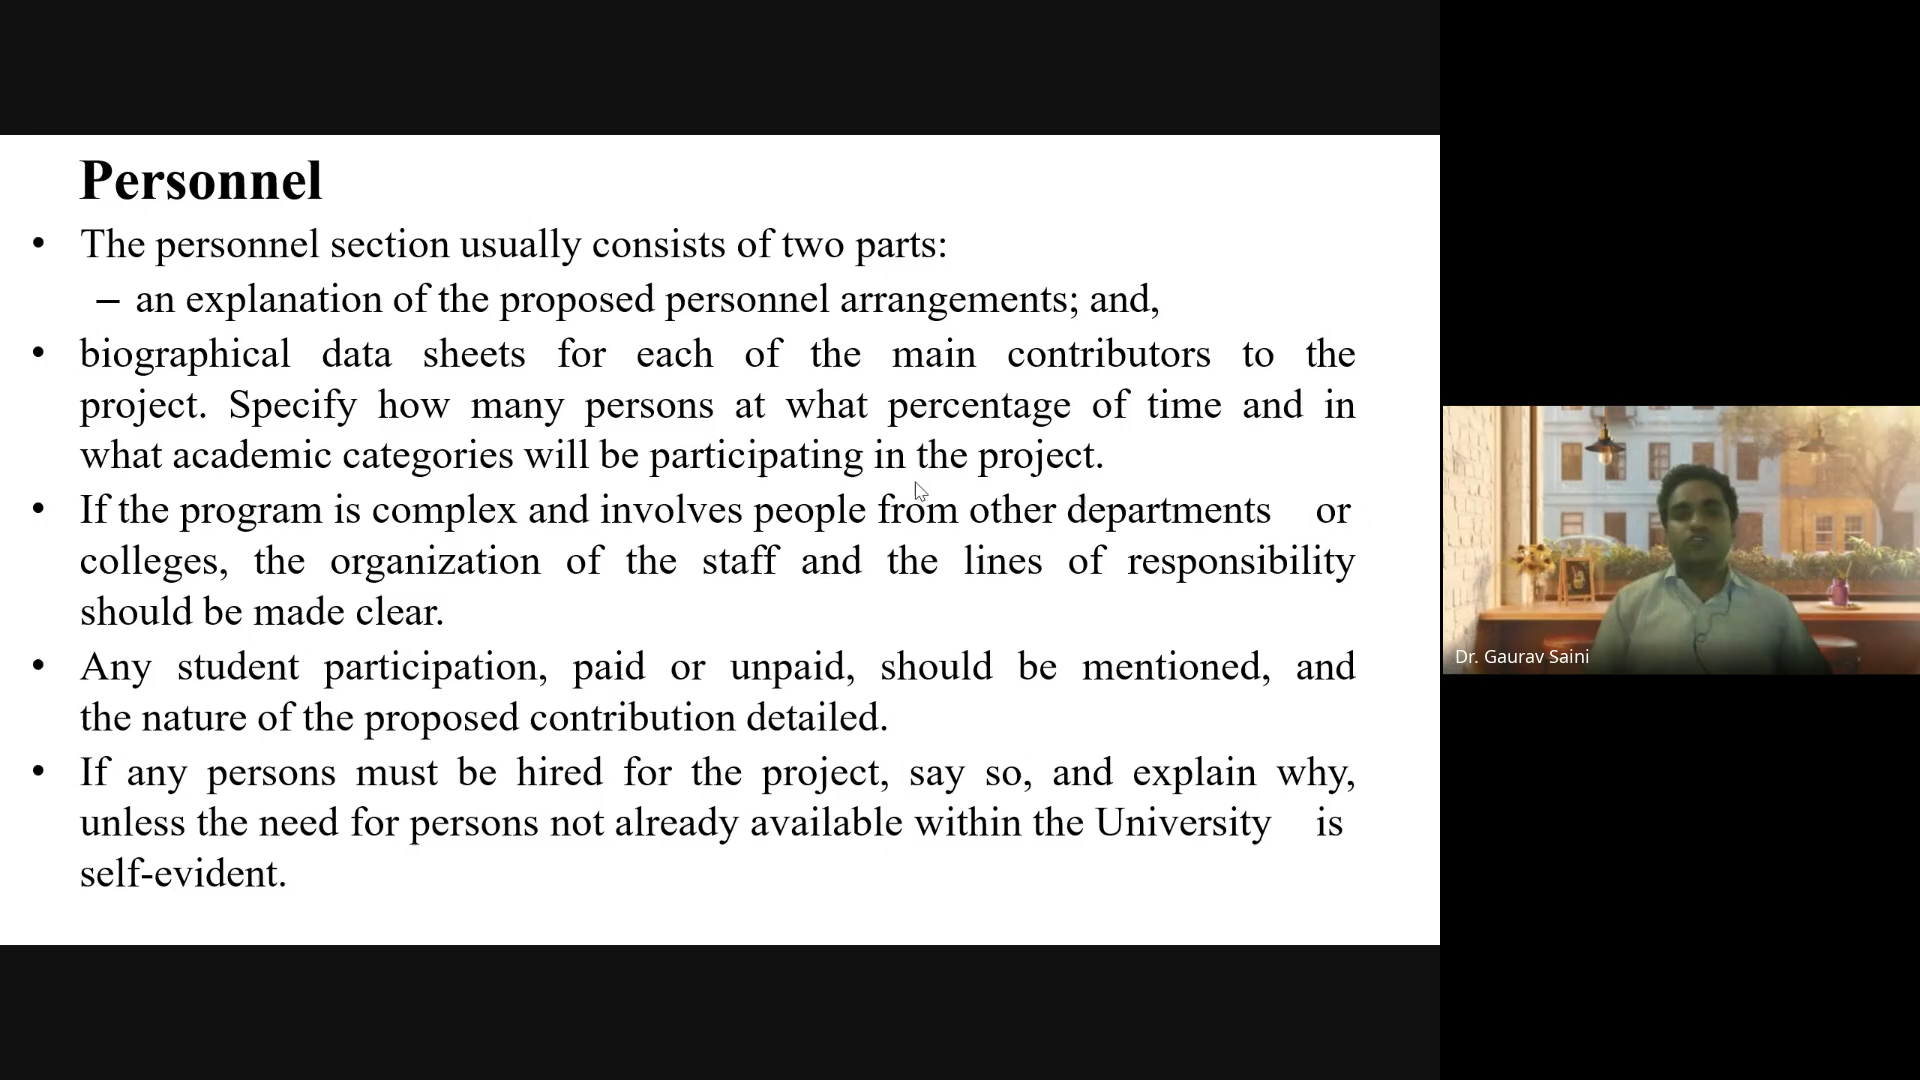 Personnel
• The personnel section usually consists of two parts:
– an explanation of the proposed personnel arrangements; and,
• biographical data sheets for each of the main contributors to the
project. Specify how many persons at what percentage of time and in
what academic categories will be participating in the project.
• If the program is complex and involves people from other departments or
colleges, the organization of the staff and the lines of responsibility
should be made clear.
• Any student participation, paid or unpaid, should be mentioned, and
the nature of the proposed contribution detailed.
• If any persons must be hired for the project, say so, and explain why,
unless the need for persons not already available within the University is
self-evident.
Dr. Gaurav Saini